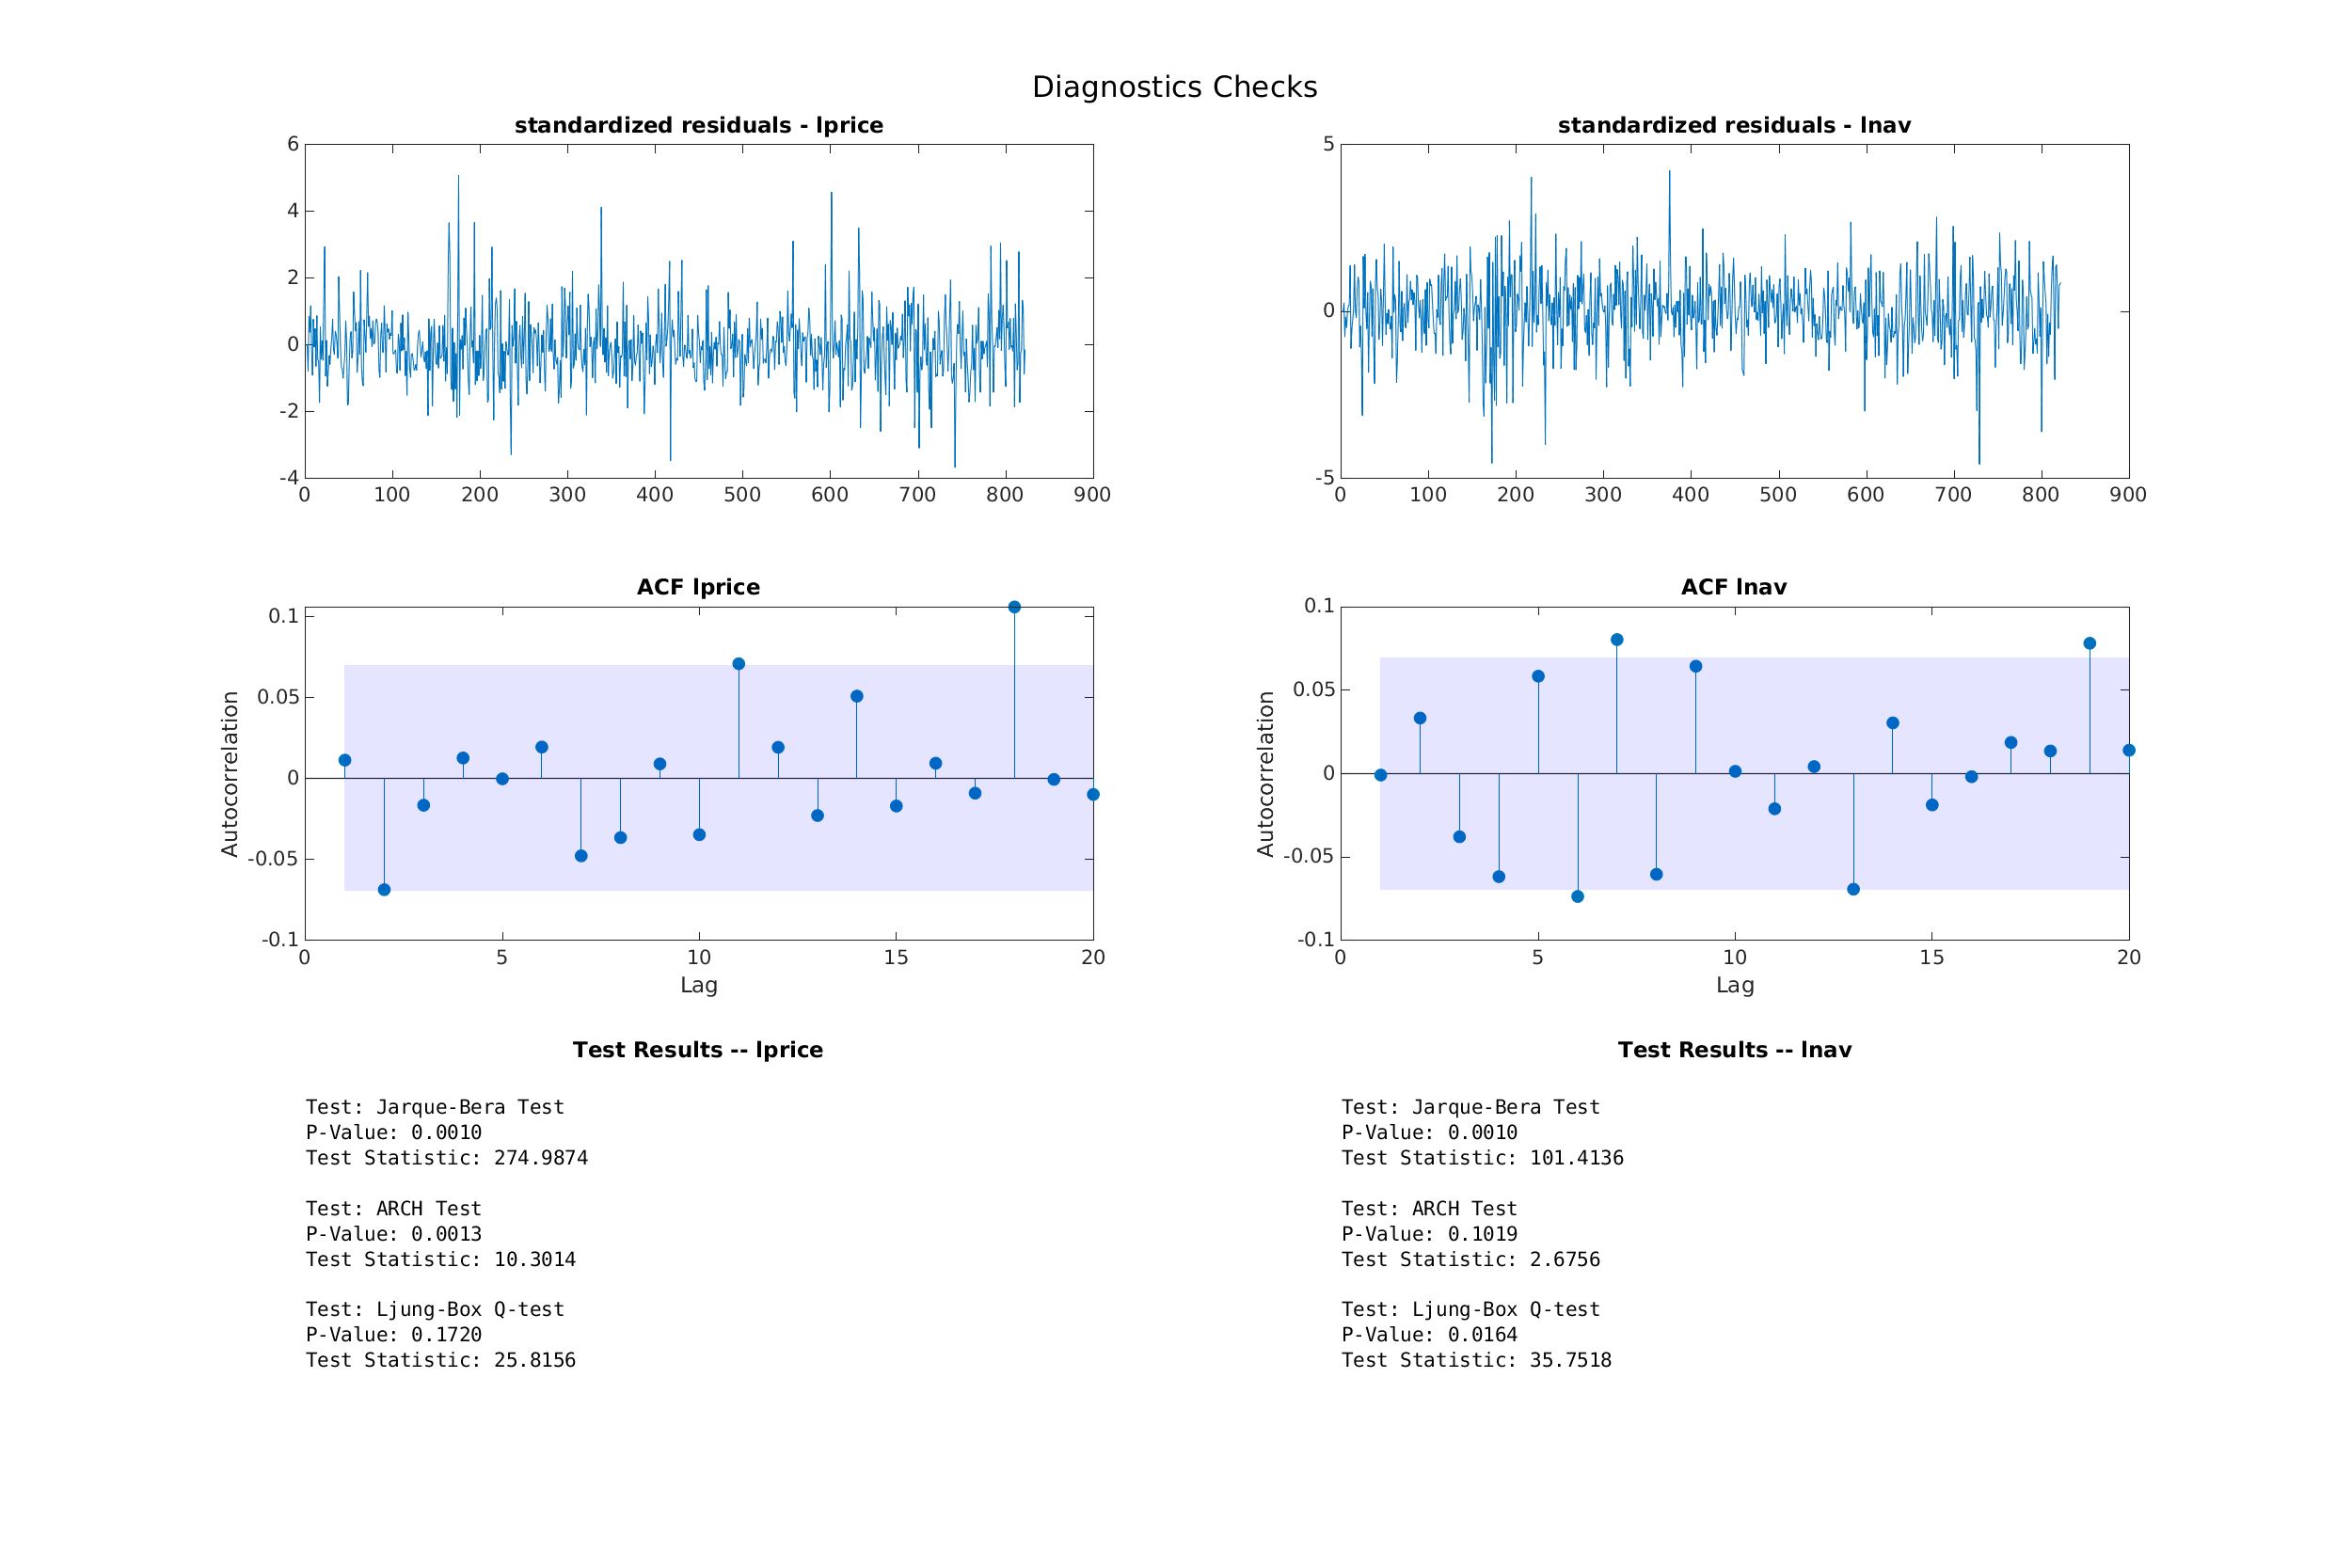 Diagnostics Checks
standardized residuals - lprice
6
4
2
0
-2
-4
0 100 200 300 400 500 600 700 800 900
standardized residuals - lnav
5
0
-5
0 100 200 300 400 500 600 700 800 900
ACF lprice
0.1
0.05
0
-0.05
-0.1
Autocorrelation
0 5 10 15 20
Lag
ACF lnav
0.1
0.05
0
-0.05
-0.1
Autocorrelation
0 5 10 15 20
Lag
Test Results -- lprice
Test: Jarque-Bera Test
P-Value: 0.0010
Test Statistic: 274.9874
Test: ARCH Test
P-Value: 0.0013
Test Statistic: 10.3014
Test: Ljung-Box Q-test
P-Value: 0.1720
Test Statistic: 25.8156
Test Results -- lnav
Test: Jarque-Bera Test
P-Value: 0.0010
Test Statistic: 101.4136
Test: ARCH Test
P-Value: 0.1019
Test Statistic: 2.6756
Test: Ljung-Box Q-test
P-Value: 0.0164
Test Statistic: 35.7518